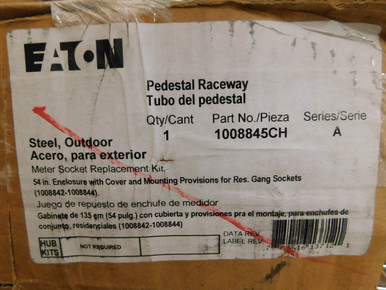 EATON
Pedestal Raceway
Tubo del pedestal
Qty/Cant Part No./Pieza Series/Serie
1 1008845CH A
Steel, Outdoor
Acero, para exterior
Meter Socket Replacement Kit.
54 in. Enclosure with Cover and Mounting Provisions for Res. Gang Sockets
(1008842-1008844)
Juego de repuesto de enchufe de medidor
Gabinete de 135 cm (54 pulg.) con cubierta y provisiones pra el montaje, para enchufes de
conjunto, residenciales (1008842-1008844)
HUB
KITS
NOT REQUIRED
DATA REV
LABEL REV